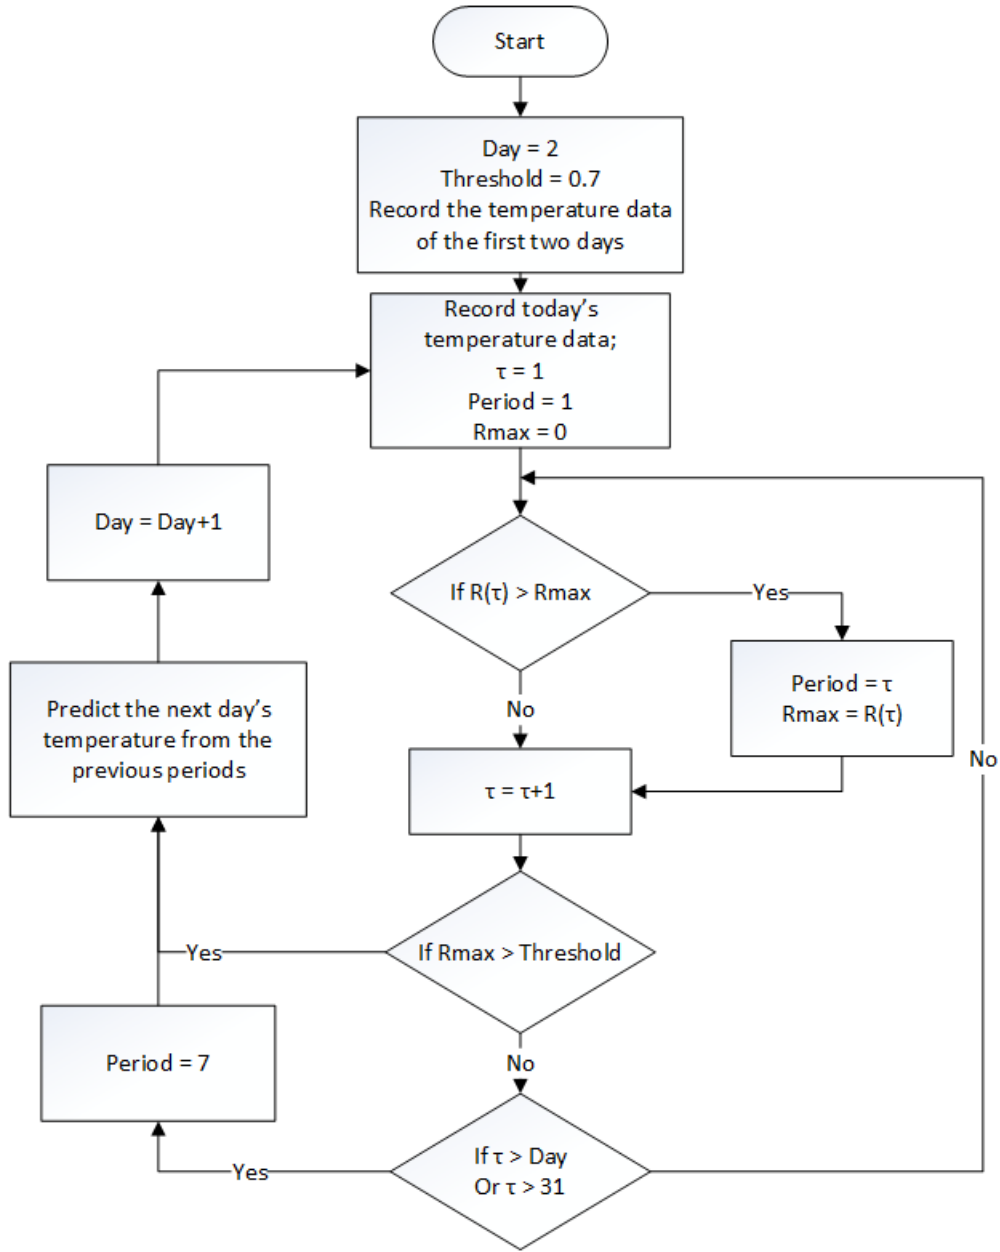 Start
Day = 2
Threshold = 0.7
Record the temperature data
of the first two days
Record today's
temperature data;
τ = 1
Period = 1
Rmax = 0
Day = Day+1
If R(τ) > Rmax
Yes
Period = τ
Rmax = R(τ)
No
Predict the next day's
temperature from the
previous periods
τ = τ+1
No
If Rmax > Threshold
Yes
Period = 7
No
If τ > Day
Or τ > 31
Yes